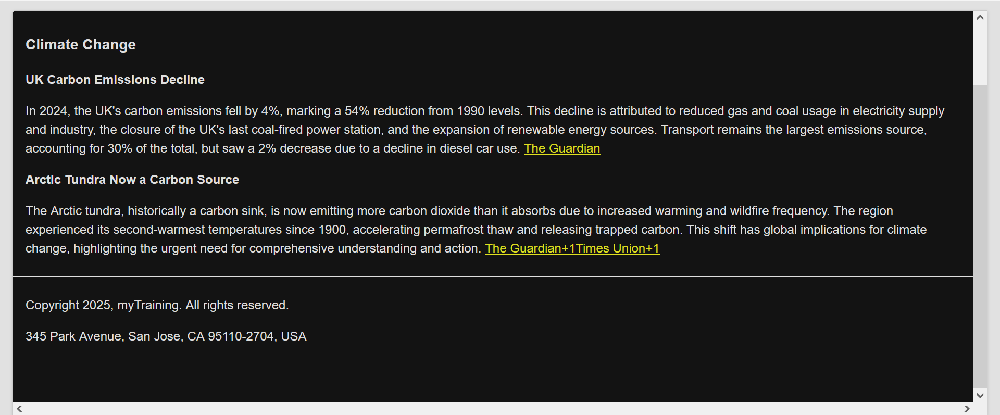 Climate Change
UK Carbon Emissions Decline
In 2024, the UK's carbon emissions fell by 4%, marking a 54% reduction from 1990 levels. This decline is attributed to reduced gas and coal usage in electricity supply
and industry, the closure of the UK's last coal-fired power station, and the expansion of renewable energy sources. Transport remains the largest emissions source,
accounting for 30% of the total, but saw a 2% decrease due to a decline in diesel car use. The Guardian
Arctic Tundra Now a Carbon Source
The Arctic tundra, historically a carbon sink, is now emitting more carbon dioxide than it absorbs due to increased warming and wildfire frequency. The region
experienced its second-warmest temperatures since 1900, accelerating permafrost thaw and releasing trapped carbon. This shift has global implications for climate
change, highlighting the urgent need for comprehensive understanding and action. The Guardian+1Times Union+1
Copyright 2025, myTraining. All rights reserved.
345 Park Avenue, San Jose, CA 95110-2704, USA